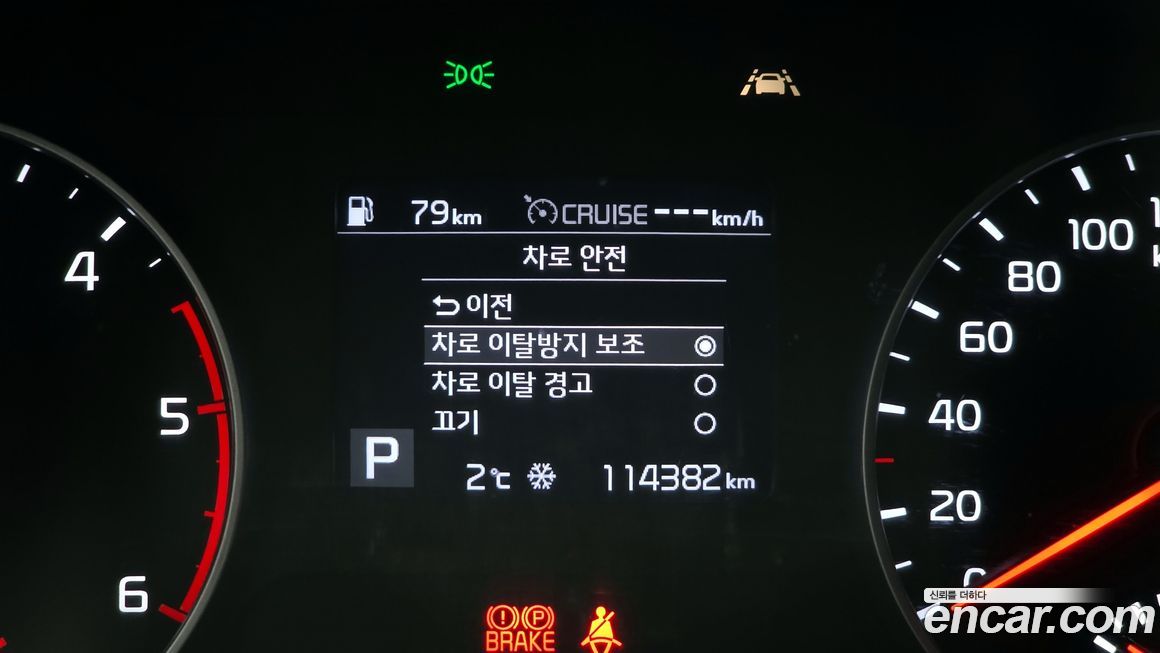 79km CRUISE ---km/h
차로 안전
이전
차로 이탈방지 보조
차로 이탈 경고
끄기
P
2℃ 114382km
4
5
6
100
80
60
40
20
0
BRAKE
P
신뢰를 더하다
encar.com